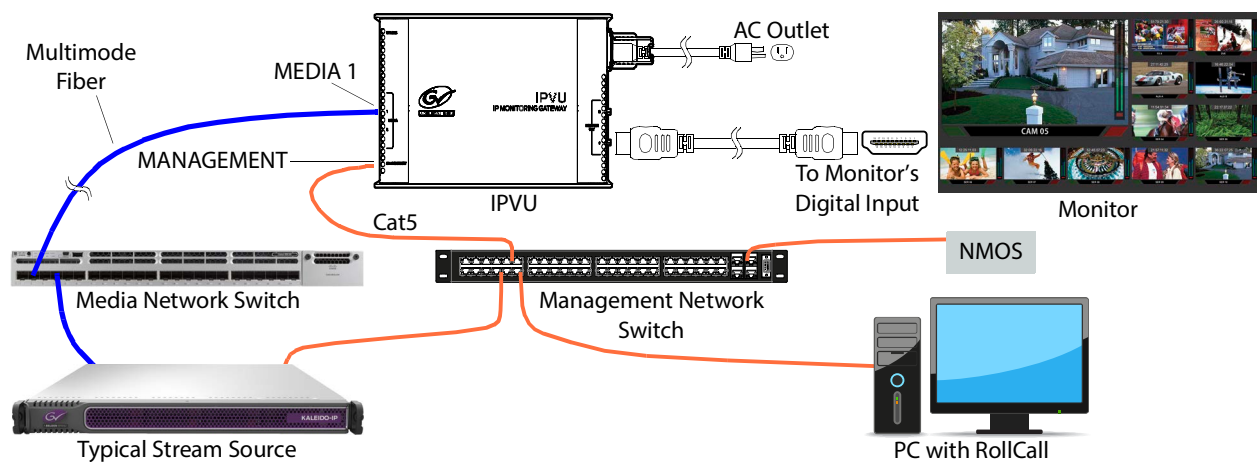 AC Outlet
Multimode
Fiber
MEDIA 1
IPVU
IP MONITORING GATEWAY
CAM 05
MANAGEMENT
To Monitor's
Digital Input
IPVU
Monitor
Cat5
NMOS
Media Network Switch
Management Network
Switch
KALEIDO-IP
Typical Stream Source
PC with RollCall